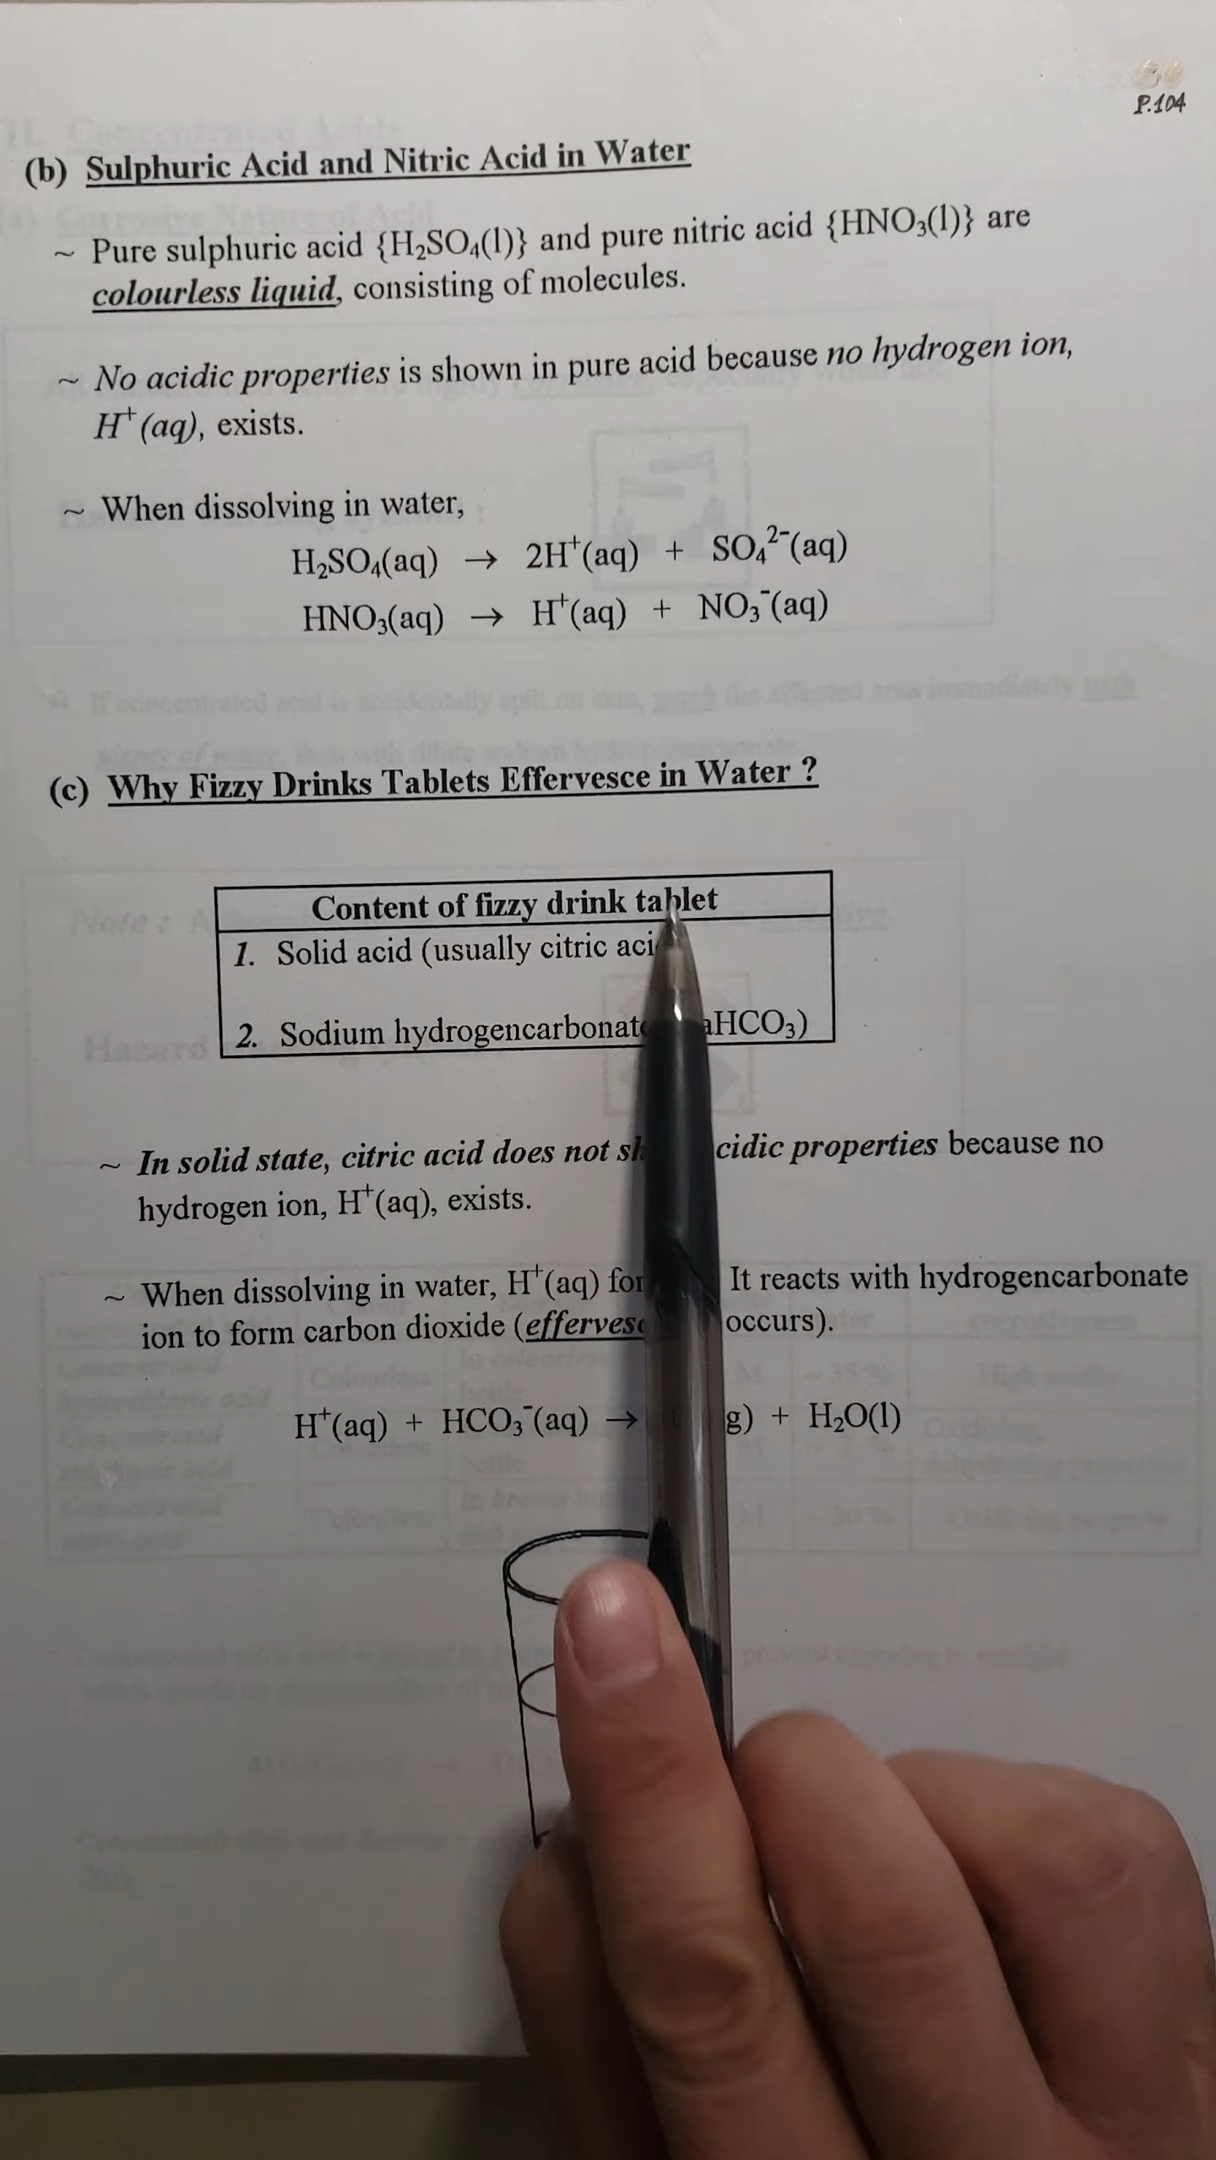 P.104
(b) Sulphuric Acid and Nitric Acid in Water
~ Pure sulphuric acid {H₂SO₄(l)} and pure nitric acid {HNO₃(l)} are
colourless liquid, consisting of molecules.
~ No acidic properties is shown in pure acid because no hydrogen ion,
H⁺(aq), exists.
~ When dissolving in water,
H₂SO₄(aq) → 2H⁺(aq) + SO₄²⁻(aq)
HNO₃(aq) → H⁺(aq) + NO₃⁻(aq)
(c) Why Fizzy Drinks Tablets Effervesce in Water ?
Content of fizzy drink tablet
1. Solid acid (usually citric aci
2. Sodium hydrogencarbonat aHCO₃)
~ In solid state, citric acid does not sh cidic properties because no
hydrogen ion, H⁺(aq), exists.
~ When dissolving in water, H⁺(aq) for It reacts with hydrogencarbonate
ion to form carbon dioxide (effervesc occurs).
H⁺(aq) + HCO₃⁻(aq) → g) + H₂O(l)